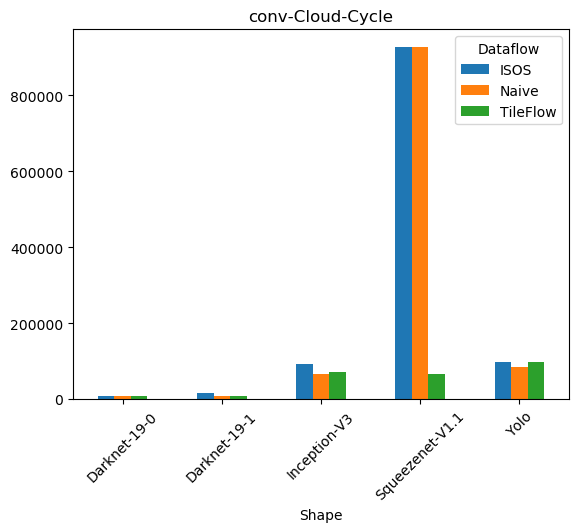 conv-Cloud-Cycle
Dataflow
ISOS
Naive
TileFlow
800000
600000
400000
200000
0
Darknet-19-0
Darknet-19-1
Inception-V3
Squeezenet-V1.1
Yolo
Shape